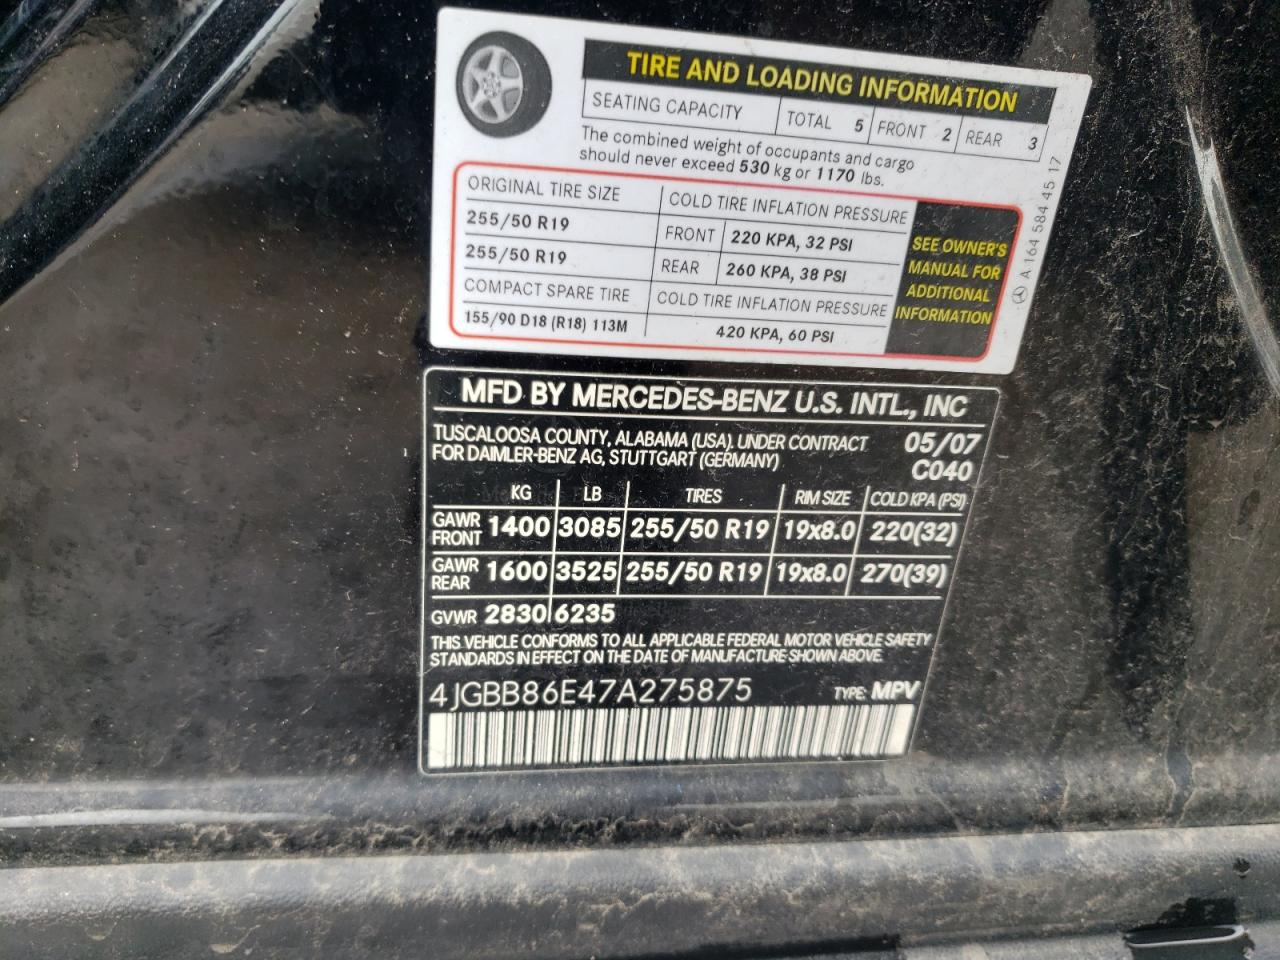 TIRE AND LOADING INFORMATION
SEATING CAPACITY TOTAL 5 FRONT 2 REAR 3
The combined weight of occupants and cargo
should never exceed 530 kg or 1170 lbs.
ORIGINAL TIRE SIZE COLD TIRE INFLATION PRESSURE
255/50 R19 FRONT 220 KPA, 32 PSI
255/50 R19 REAR 260 KPA, 38 PSI
COMPACT SPARE TIRE COLD TIRE INFLATION PRESSURE
155/90 D18 (R18) 113M 420 KPA, 60 PSI
SEE OWNER'S
MANUAL FOR
ADDITIONAL
INFORMATION
A 164 584 45 17
MFD BY MERCEDES-BENZ U.S. INTL., INC
TUSCALOOSA COUNTY, ALABAMA (USA). UNDER CONTRACT 05/07
FOR DAIMLER-BENZ AG, STUTTGART (GERMANY) C040
KG LB TIRES RIM SIZE COLD KPA (PSI)
GAWR FRONT 1400 3085 255/50 R19 19x8.0 220(32)
GAWR REAR 1600 3525 255/50 R19 19x8.0 270(39)
GVWR 2830 6235
THIS VEHICLE CONFORMS TO ALL APPLICABLE FEDERAL MOTOR VEHICLE SAFETY
STANDARDS IN EFFECT ON THE DATE OF MANUFACTURE SHOWN ABOVE.
4JGBB86E47A275875 TYPE: MPV